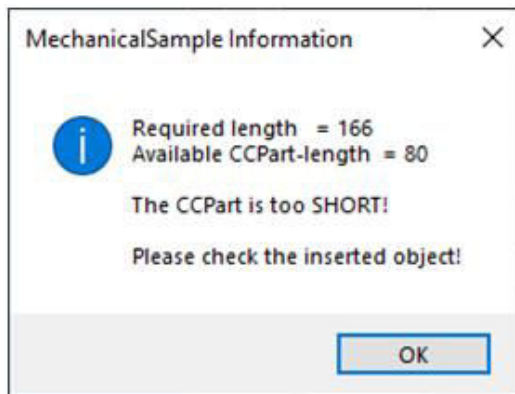 MechanicalSample Information
Required length = 166
Available CCPart-length = 80
The CCPart is too SHORT!
Please check the inserted object!
OK